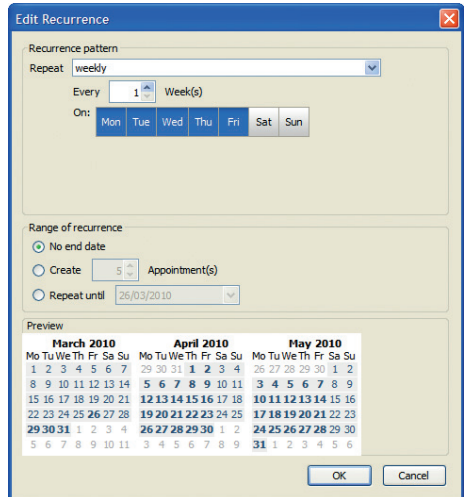 Edit Recurrence
Recurrence pattern
Repeat weekly
Every 1 Week(s)
On: Mon Tue Wed Thu Fri Sat Sun
Range of recurrence
No end date
Create 5 Appointment(s)
Repeat until 26/03/2010
Preview
March 2010 April 2010 May 2010
Mo Tu We Th Fr Sa Su Mo Tu We Th Fr Sa Su Mo Tu We Th Fr Sa Su
1 2 3 4 5 6 7 29 30 31 1 2 3 4 26 27 28 29 30 1 2
8 9 10 11 12 13 14 5 6 7 8 9 10 11 3 4 5 6 7 8 9
15 16 17 18 19 20 21 12 13 14 15 16 17 18 10 11 12 13 14 15 16
22 23 24 25 26 27 28 19 20 21 22 23 24 25 17 18 19 20 21 22 23
29 30 31 1 2 3 4 26 27 28 29 30 1 2 24 25 26 27 28 29 30
5 6 7 8 9 10 11 3 4 5 6 7 8 9 31 1 2 3 4 5 6
OK Cancel